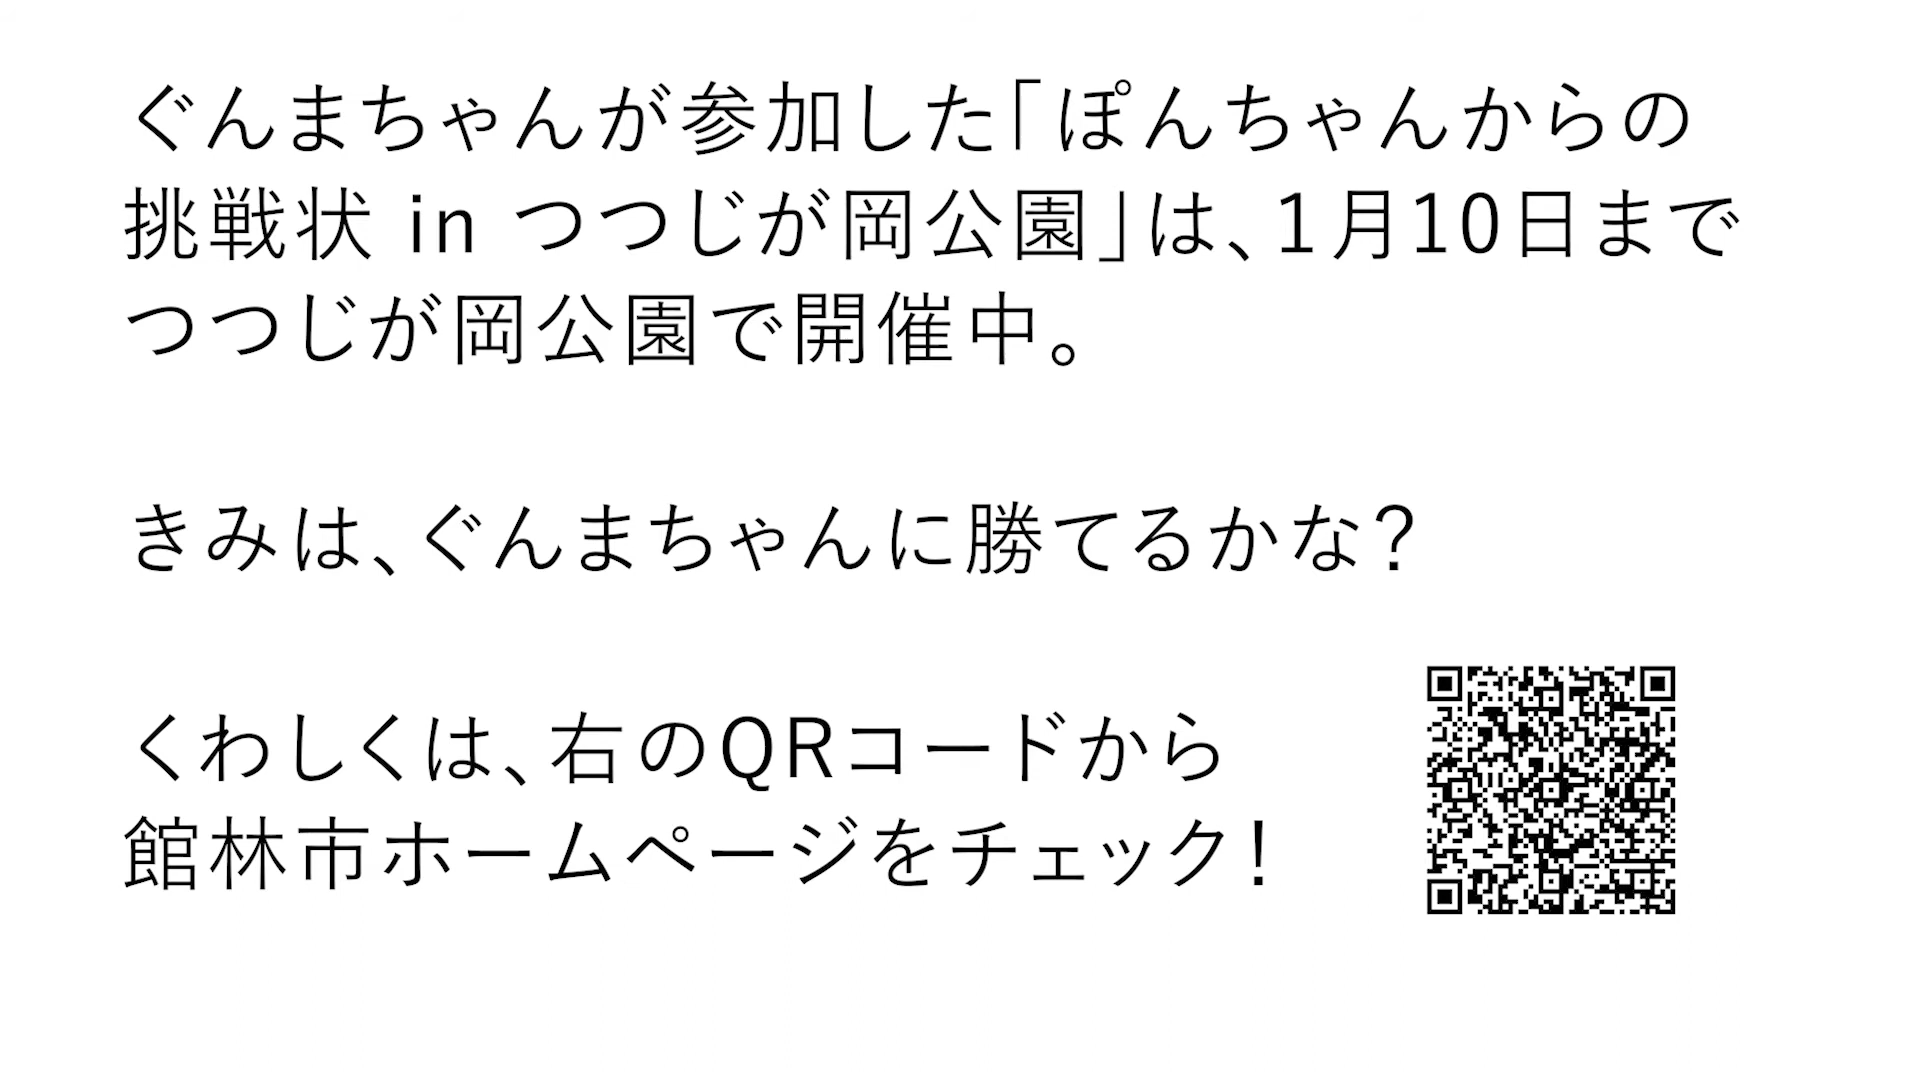 ぐんまちゃんが参加した「ぽんちゃんからの
挑戦状 in つつじが岡公園」は、1月10日まで
つつじが岡公園で開催中。
きみは、ぐんまちゃんに勝てるかな?
くわしくは、右のQRコードから
館林市ホームページをチェック!